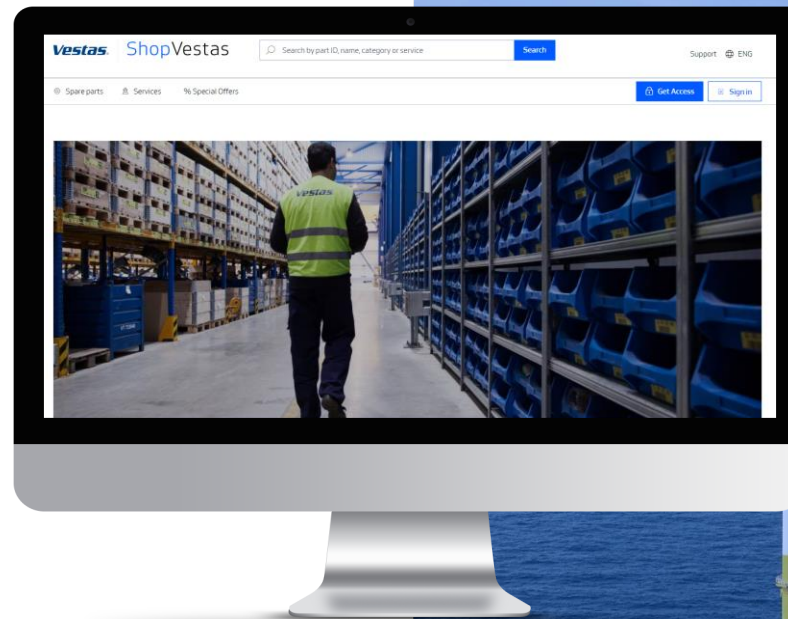 Vestas. ShopVestas
Search by part ID, name, category or service
Search
Support ENG
Spare parts Services % Special Offers
Get Access Sign in
Vestas